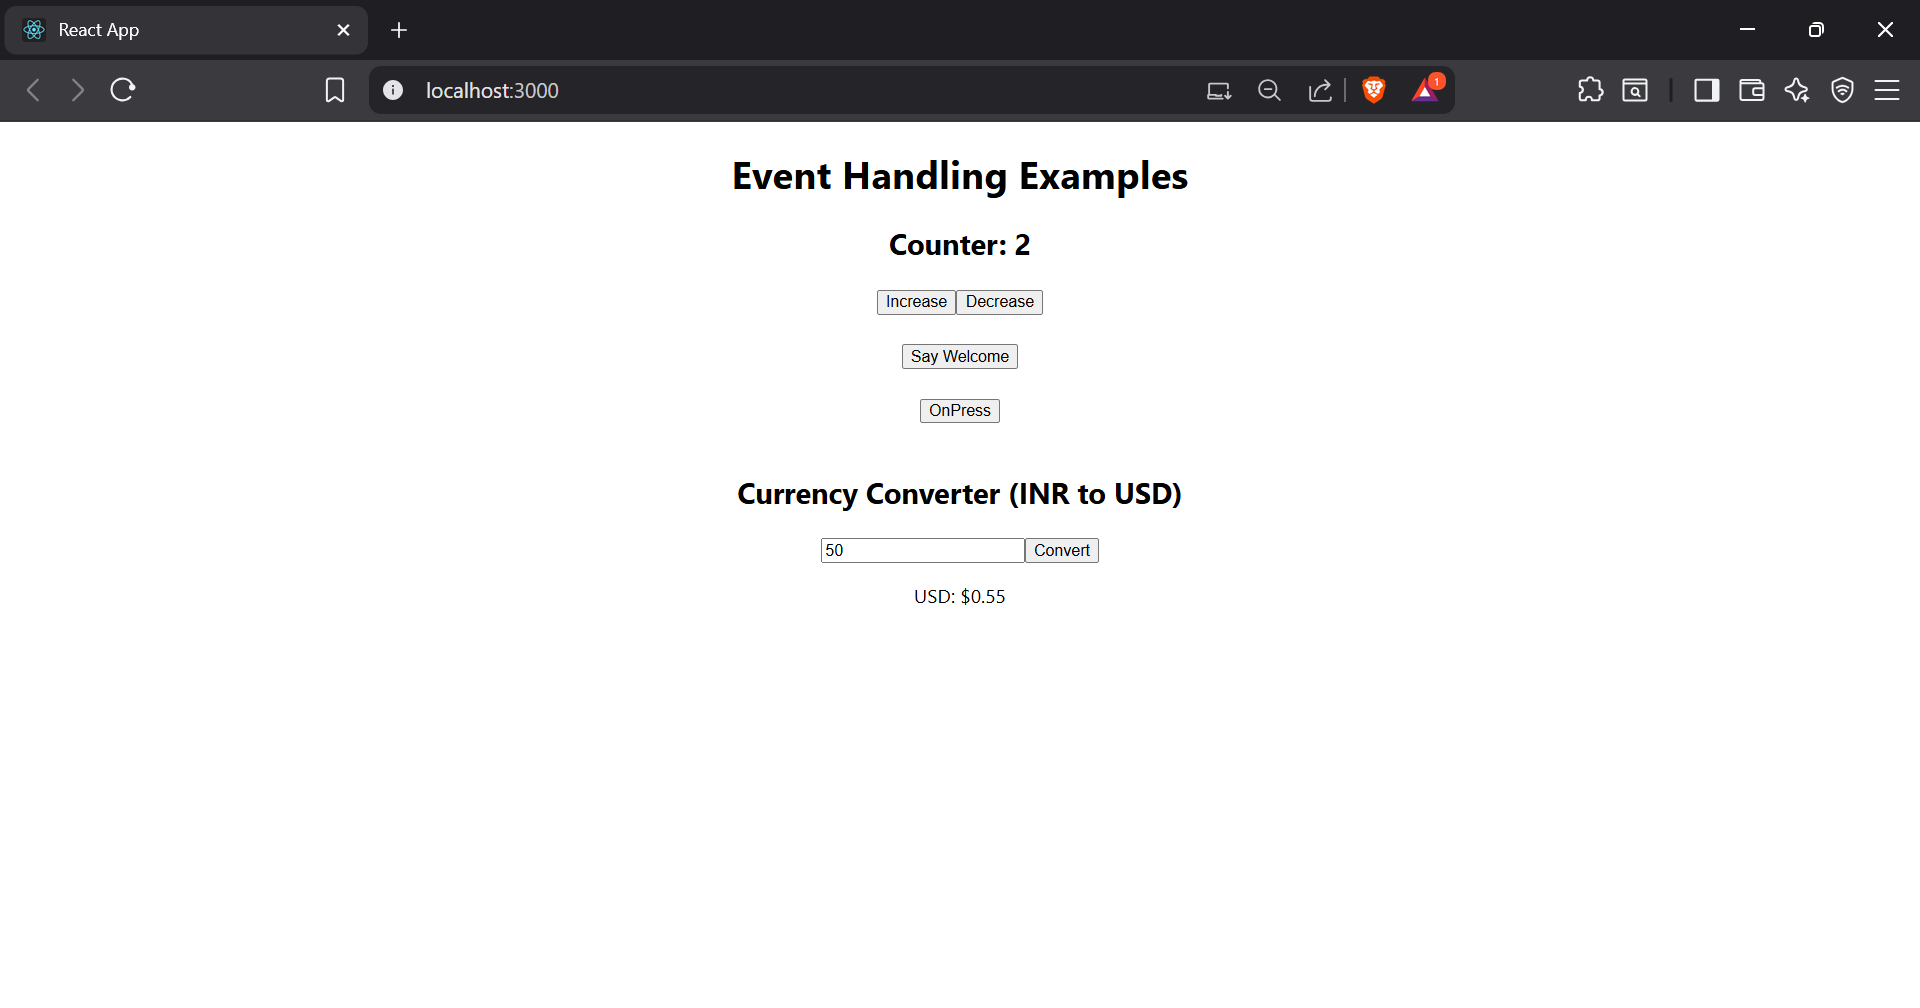 React App
localhost:3000
1
Event Handling Examples
Counter: 2
Increase Decrease
Say Welcome
OnPress
Currency Converter (INR to USD)
50 Convert
USD: $0.55